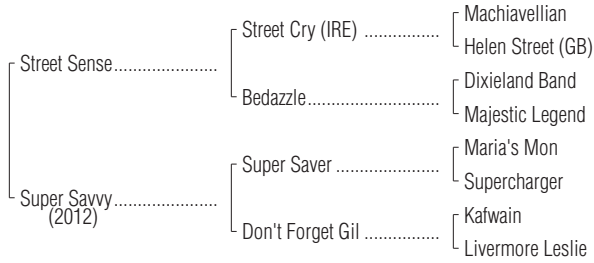 Machiavellian
Street Cry (IRE) ................
Helen Street (GB)
Street Sense......................
Dixieland Band
Bedazzle............................
Majestic Legend
Maria's Mon
Super Saver ......................
Supercharger
Super Savvy......................
(2012)
Kafwain
Don't Forget Gil ................
Livermore Leslie